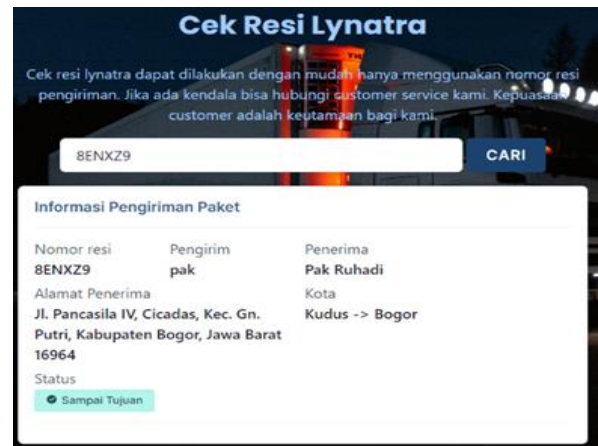 Cek Resi Lynatra
Cek resi lynatra dapat dilakukan dengan mudah hanya menggunakan nomor resi
pengiriman. Jika ada kendala bisa hubungi customer service kami. Kepuasaan
customer adalah keutamaan bagi kami.
8ENXZ9
CARI
Informasi Pengiriman Paket
Nomor resi
8ENXZ9
Pengirim
pak
Penerima
Pak Ruhadi
Alamat Penerima
Jl. Pancasila IV, Cicadas, Kec. Gn.
Putri, Kabupaten Bogor, Jawa Barat
16964
Kota
Kudus -> Bogor
Status
Sampai Tujuan